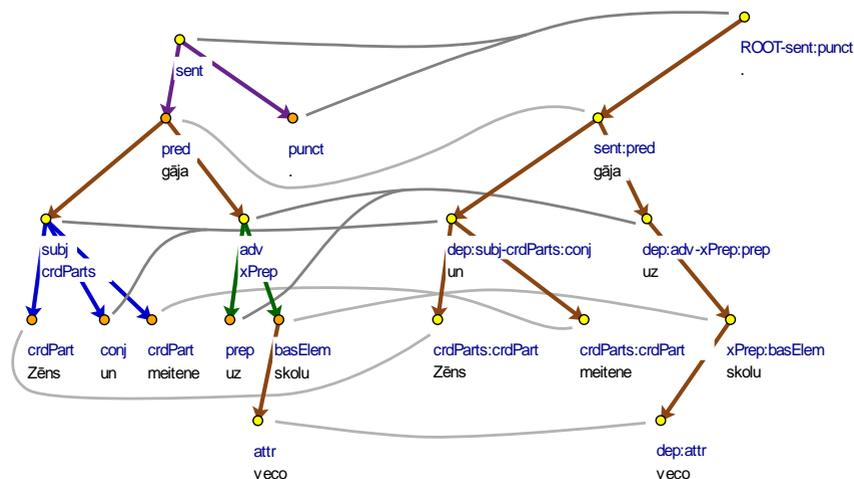 ROOT-sent:punct
.
sent
pred
gāja
punct
.
sent:pred
gāja
subj
crdParts
adv
xPrep
dep:subj-crdParts:conj
un
dep:adv-xPrep:prep
uz
crdPart
Zēns
conj
un
crdPart
meitene
prep
uz
basElem
skolu
crdParts:crdPart
Zēns
crdParts:crdPart
meitene
xPrep:basElem
skolu
attr
veco
dep:attr
veco